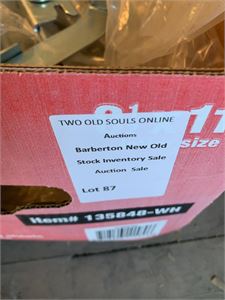 TWO OLD SOULS ONLINE
Auctions
Barberton New Old
Stock Inventory Sale
Auction Sale
Lot 87
size
Item# 135848-WH